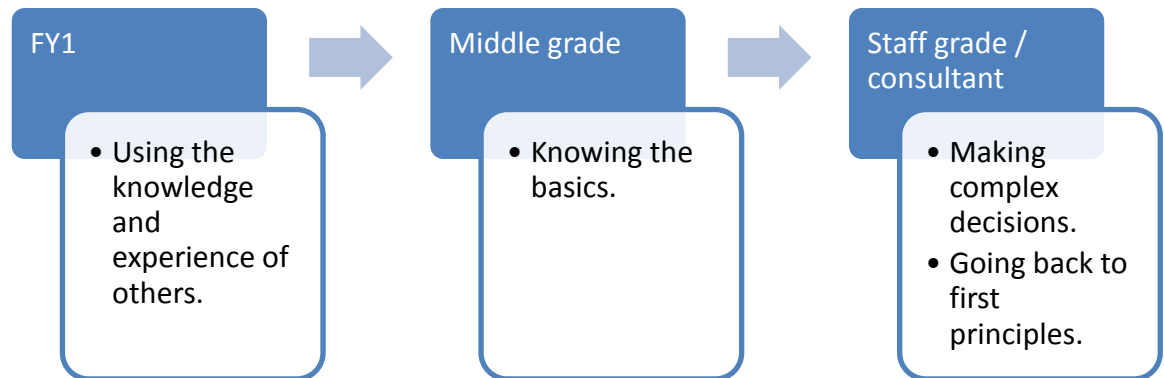 FY1
• Using the
knowledge
and
experience of
others.
Middle grade
• Knowing the
basics.
Staff grade /
consultant
• Making
complex
decisions.
• Going back to
first
principles.